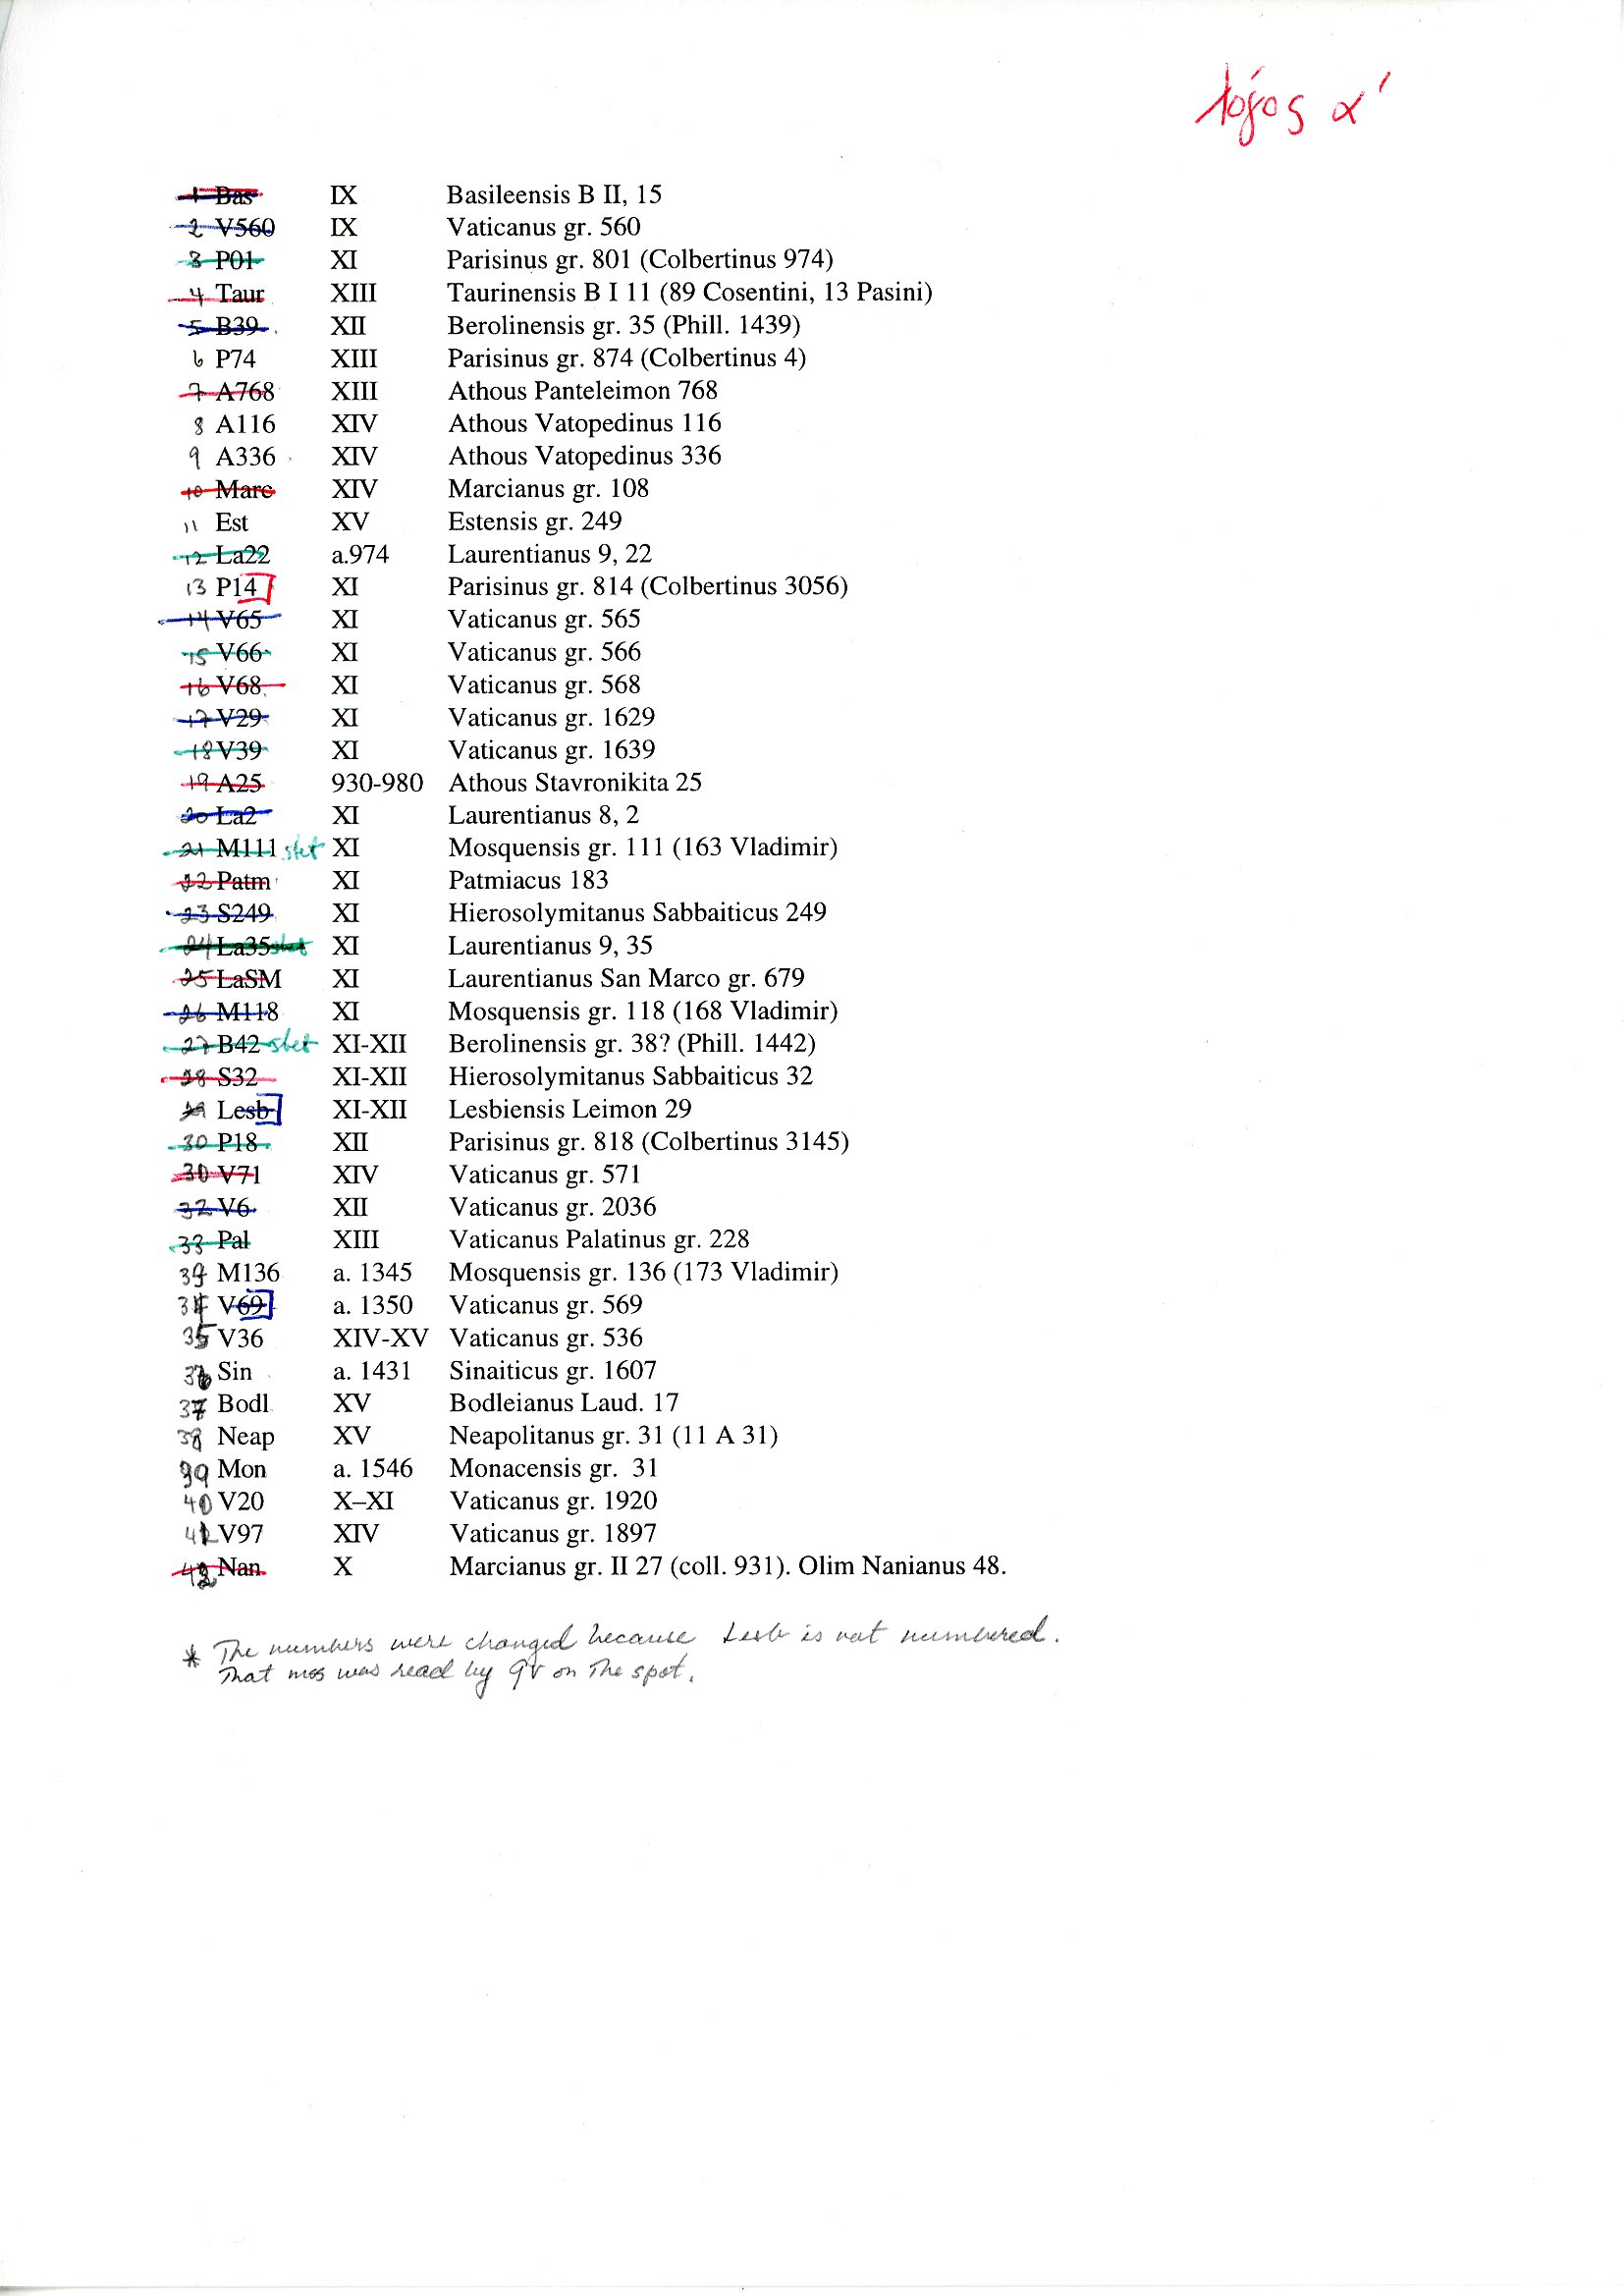 λόγος α'
1 Bas IX Basileensis B II, 15
2 V560 IX Vaticanus gr. 560
3 P01 XI Parisinus gr. 801 (Colbertinus 974)
4 Taur XIII Taurinensis B I 11 (89 Cosentini, 13 Pasini)
5 B39 XII Berolinensis gr. 35 (Phill. 1439)
6 P74 XIII Parisinus gr. 874 (Colbertinus 4)
7 A768 XIII Athous Panteleimon 768
8 A116 XIV Athous Vatopedinus 116
9 A336 XIV Athous Vatopedinus 336
10 Marc XIV Marcianus gr. 108
11 Est XV Estensis gr. 249
12 La22 a.974 Laurentianus 9, 22
13 P14 XI Parisinus gr. 814 (Colbertinus 3056)
14 V65 XI Vaticanus gr. 565
15 V66 XI Vaticanus gr. 566
16 V68 XI Vaticanus gr. 568
17 V29 XI Vaticanus gr. 1629
18 V39 XI Vaticanus gr. 1639
19 A25 930-980 Athous Stavronikita 25
20 La2 XI Laurentianus 8, 2
21 M111 stet XI Mosquensis gr. 111 (163 Vladimir)
22 Patm XI Patmiacus 183
23 S249 XI Hierosolymitanus Sabbaiticus 249
24 La35 stet XI Laurentianus 9, 35
25 LaSM XI Laurentianus San Marco gr. 679
26 M118 XI Mosquensis gr. 118 (168 Vladimir)
27 B42 stet XI-XII Berolinensis gr. 38? (Phill. 1442)
28 S32 XI-XII Hierosolymitanus Sabbaiticus 32
Lesb XI-XII Lesbiensis Leimon 29
30 P18 XII Parisinus gr. 818 (Colbertinus 3145)
V71 XIV Vaticanus gr. 571
32 V6 XII Vaticanus gr. 2036
33 Pal XIII Vaticanus Palatinus gr. 228
M136 a. 1345 Mosquensis gr. 136 (173 Vladimir)
V69 a. 1350 Vaticanus gr. 569
35 V36 XIV-XV Vaticanus gr. 536
36 Sin a. 1431 Sinaiticus gr. 1607
37 Bodl XV Bodleianus Laud. 17
38 Neap XV Neapolitanus gr. 31 (11 A 31)
39 Mon a. 1546 Monacensis gr. 31
40 V20 X–XI Vaticanus gr. 1920
41 V97 XIV Vaticanus gr. 1897
42 Nan X Marcianus gr. II 27 (coll. 931). Olim Nanianus 48.
* The numbers were changed because Lesb is not numbered.
That mss was read by on the spot.